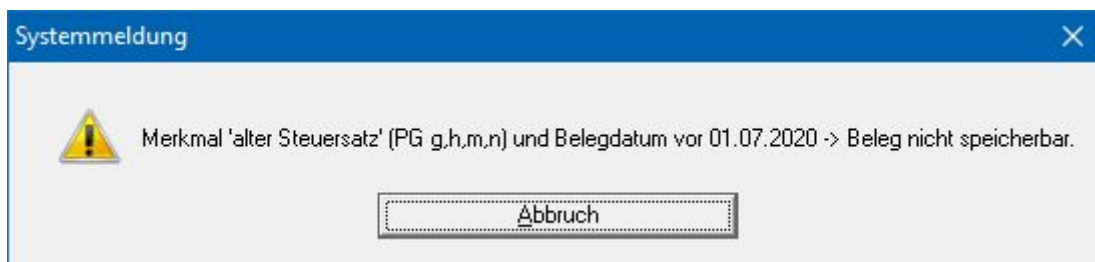 Systemmeldung
Merkmal 'alter Steuersatz' (PG g,h,m,n) und Belegdatum vor 01.07.2020 -> Beleg nicht speicherbar.
Abbruch